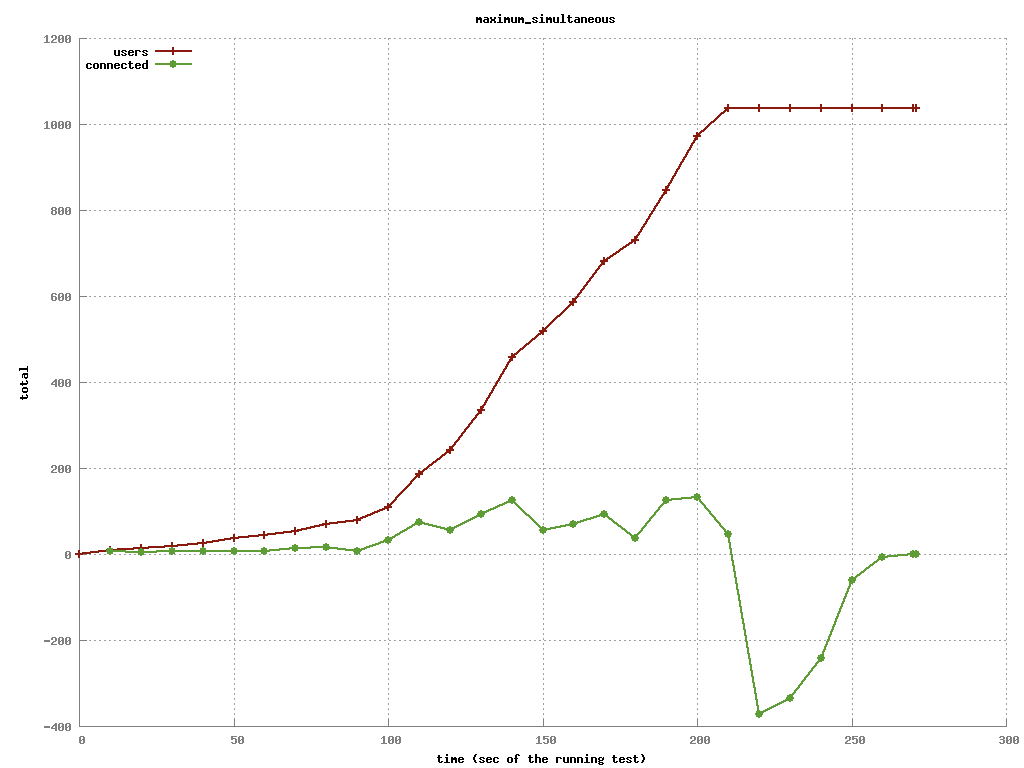 maximum_simultaneous
users
connected
1200
1000
800
600
400
200
0
-200
-400
total
0 50 100 150 200 250 300
time (sec of the running test)